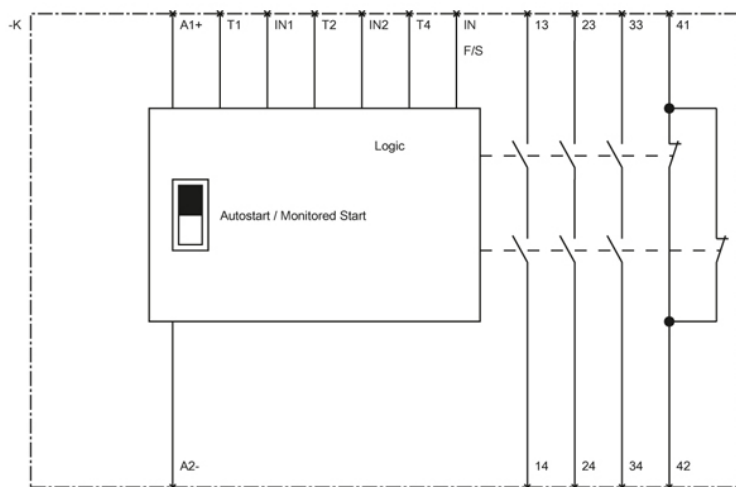 -K A1+ T1 IN1 T2 IN2 T4 IN 13 23 33 41
F/S
Logic
Autostart / Monitored Start
A2- 14 24 34 42